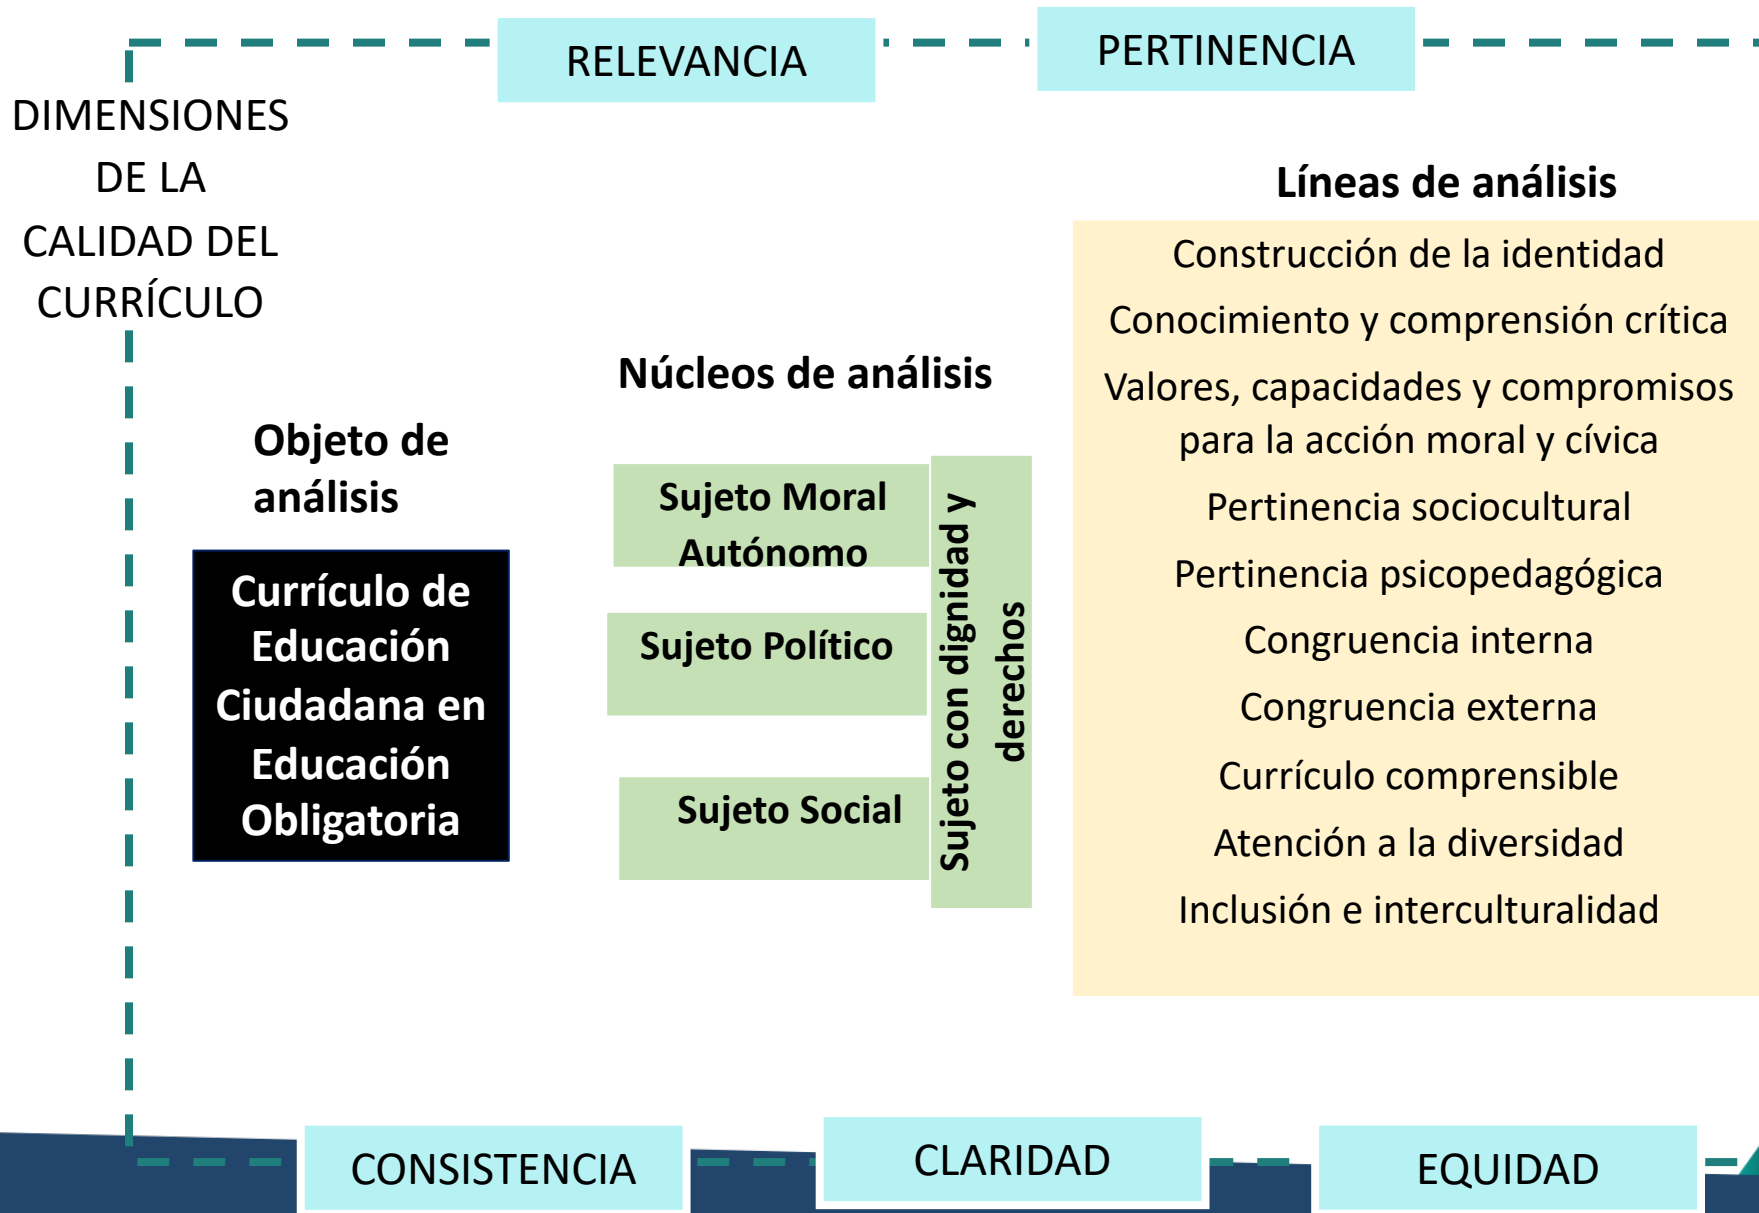 RELEVANCIA
PERTINENCIA
DIMENSIONES
DE LA
CALIDAD DEL
CURRÍCULO
Objeto de
análisis
Currículo de
Educación
Ciudadana en
Educación
Obligatoria
Núcleos de análisis
Sujeto Moral
Autónomo
Sujeto Político
Sujeto Social
Sujeto con dignidad y
derechos
Líneas de análisis
Construcción de la identidad
Conocimiento y comprensión crítica
Valores, capacidades y compromisos
para la acción moral y cívica
Pertinencia sociocultural
Pertinencia psicopedagógica
Congruencia interna
Congruencia externa
Currículo comprensible
Atención a la diversidad
Inclusión e interculturalidad
CONSISTENCIA
CLARIDAD
EQUIDAD